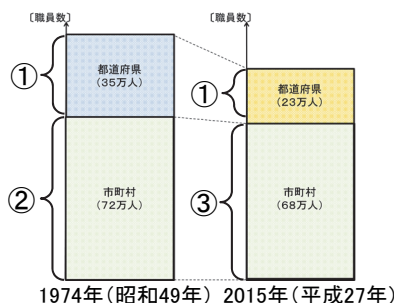 〔職員数〕
〔職員数〕
①
都道府県
(35万人)
①
都道府県
(23万人)
②
市町村
(72万人)
③
市町村
(68万人)
1974年(昭和49年)
2015年(平成27年)